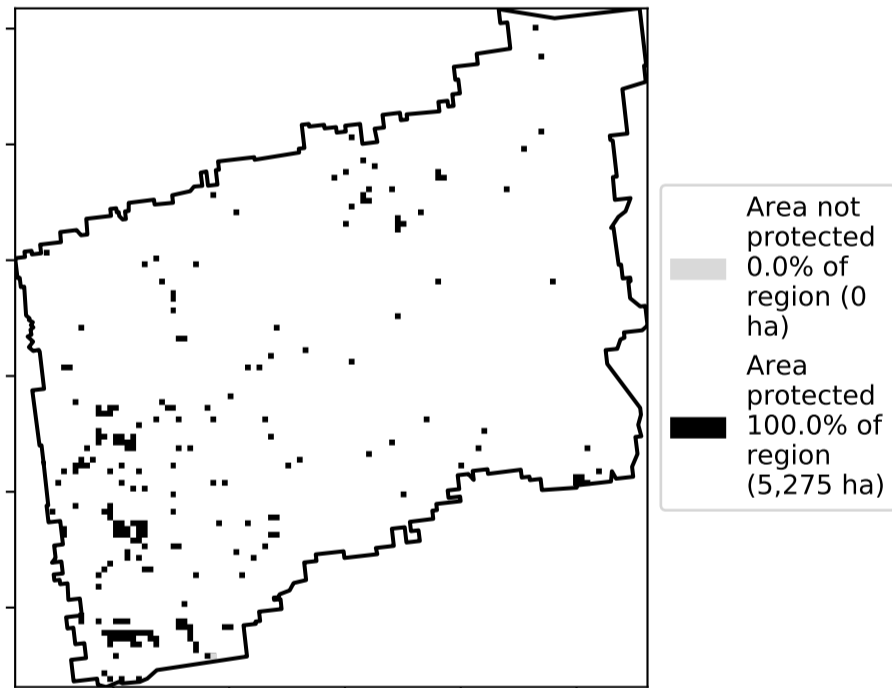 Area not
protected
0.0% of
region (0
ha)
Area
protected
100.0% of
region
(5,275 ha)